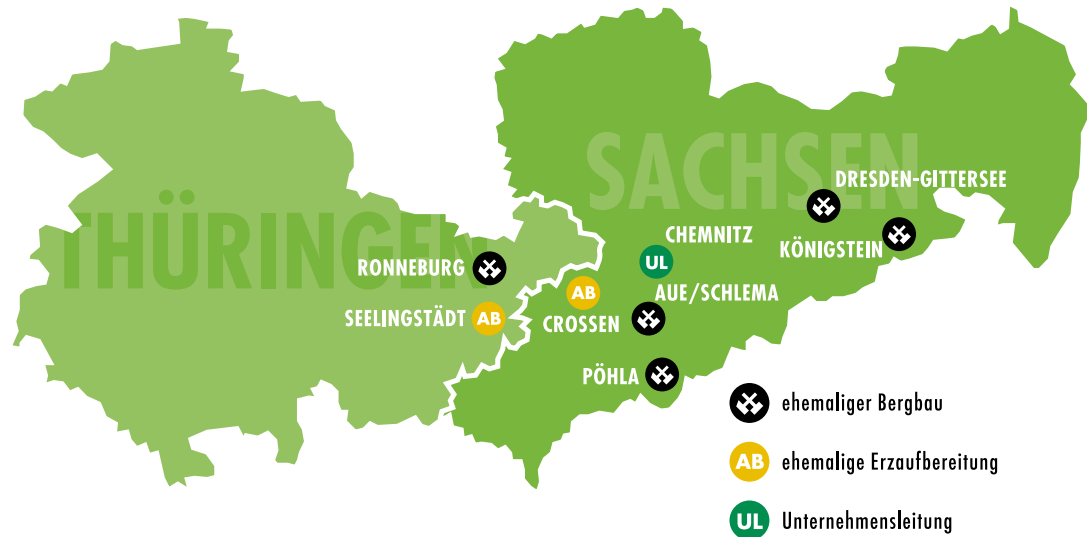 SACHSEN
THÜRINGEN
DRESDEN-GITTERSEE
KÖNIGSTEIN
CHEMNITZ
UL
RONNEBURG
AUE/SCHLEMA
AB
CROSSEN
SEELINGSTÄDT AB
PÖHLA
ehemaliger Bergbau
AB ehemalige Erzaufbereitung
UL Unternehmensleitung